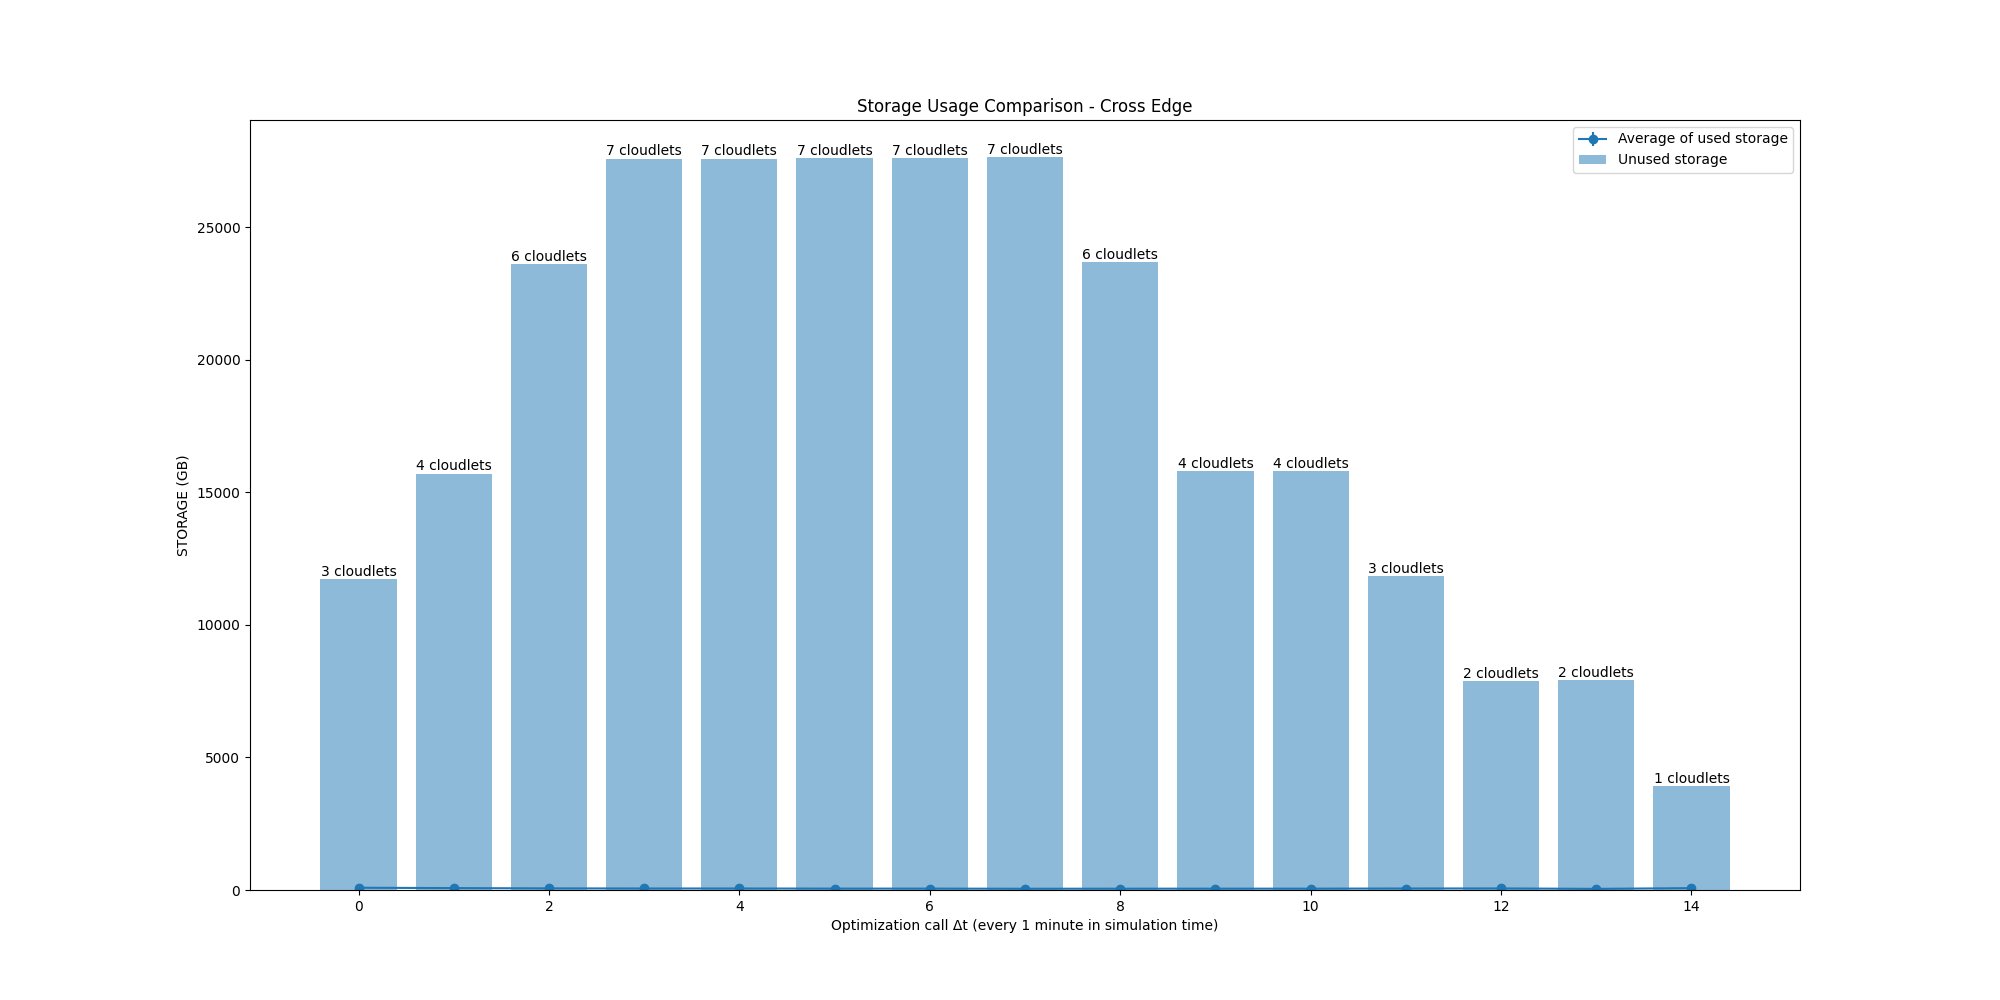 Storage Usage Comparison - Cross Edge
Average of used storage
Unused storage
7 cloudlets
7 cloudlets
7 cloudlets
7 cloudlets
7 cloudlets
6 cloudlets
6 cloudlets
4 cloudlets
4 cloudlets
4 cloudlets
3 cloudlets
3 cloudlets
2 cloudlets
2 cloudlets
1 cloudlets
STORAGE (GB)
25000
20000
15000
10000
5000
0
0 2 4 6 8 10 12 14
Optimization call Δt (every 1 minute in simulation time)